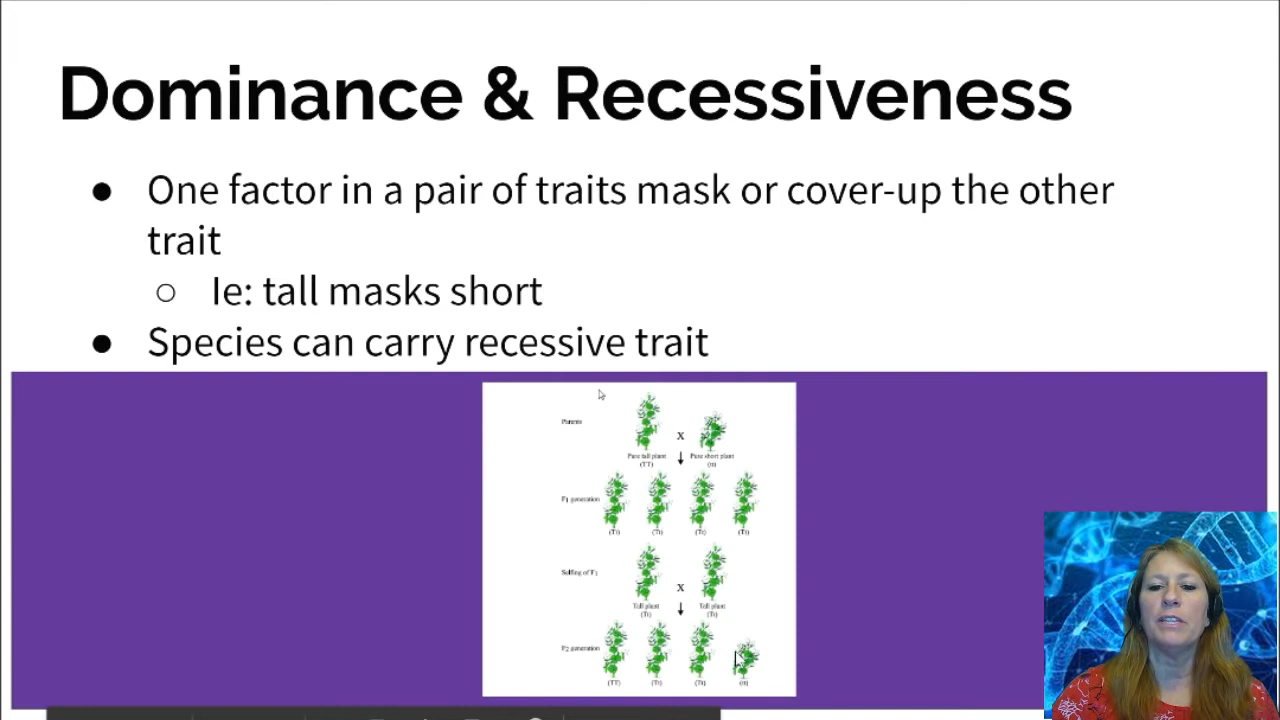 Dominance & Recessiveness
● One factor in a pair of traits mask or cover-up the other
trait
○ Ie: tall masks short
● Species can carry recessive trait
Parents
x
Pure tall plant Pure short plant
(TT) (tt)
F1 generation
(Tt) (Tt) (Tt) (Tt)
Selfing of F1
x
Tall plant Tall plant
(Tt) (Tt)
F2 generation
(TT) (Tt) (Tt) (tt)